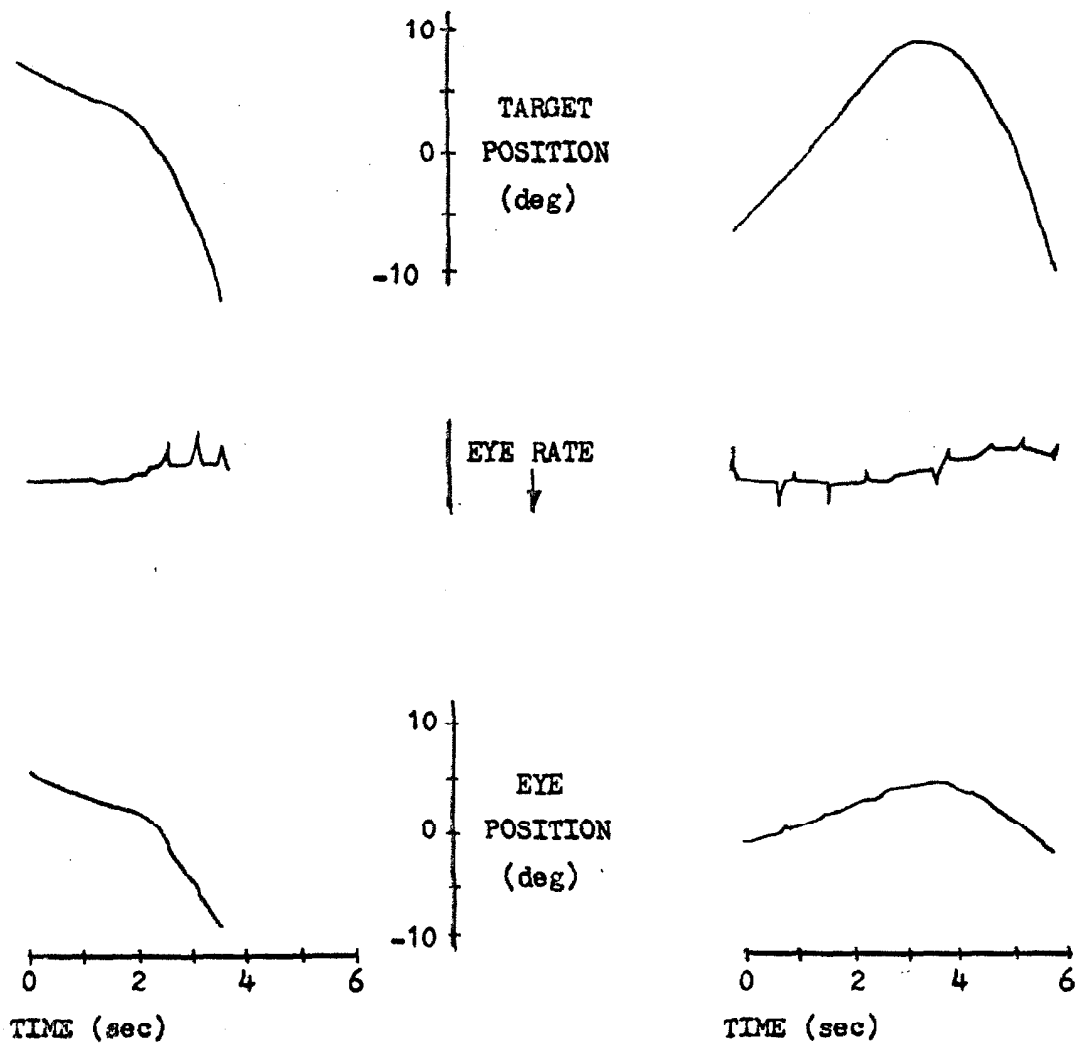 10
TARGET
0 POSITION
(deg)
-10
EYE RATE
10
EYE
0 POSITION
(deg)
-10
0 2 4 6
0 2 4 6
TIME (sec)
TIME (sec)